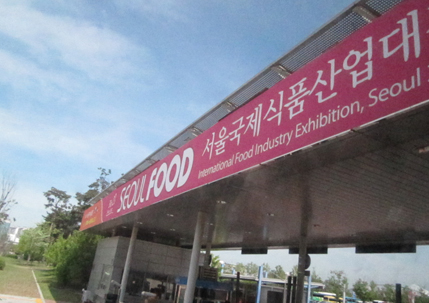 SEOUL FOOD 서울국제식품산업대
International Food Industry Exhibition, Seoul